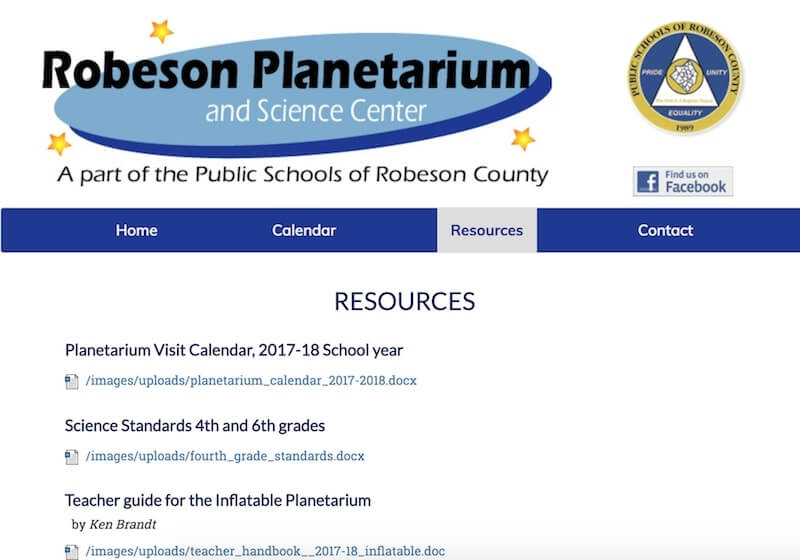 Robeson Planetarium
and Science Center
A part of the Public Schools of Robeson County
PUBLIC SCHOOLS OF ROBESON COUNTY
PRIDE
UNITY
EQUALITY
1989
Find us on
Facebook
Home
Calendar
Resources
Contact
RESOURCES
Planetarium Visit Calendar, 2017-18 School year
/images/uploads/planetarium_calendar_2017-2018.docx
Science Standards 4th and 6th grades
/images/uploads/fourth_grade_standards.docx
Teacher guide for the Inflatable Planetarium
by Ken Brandt
/images/uploads/teacher_handbook__2017-18_inflatable.doc